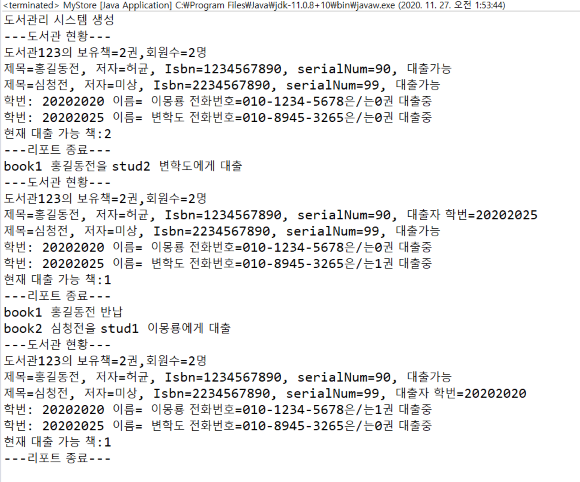 <terminated> MyStore [Java Application] C:\Program Files\Java\jdk-11.0.8+10\bin\javaw.exe (2020. 11. 27. 오전 1:53:44)
도서관리 시스템 생성
---도서관 현황---
도서관123의 보유책=2권,회원수=2명
제목=홍길동전, 저자=허균, Isbn=1234567890, serialNum=90, 대출가능
제목=심청전, 저자=미상, Isbn=2234567890, serialNum=99, 대출가능
학번: 20202020 이름= 이몽룡 전화번호=010-1234-5678은/는0권 대출중
학번: 20202025 이름= 변학도 전화번호=010-8945-3265은/는0권 대출중
현재 대출 가능 책:2
---리포트 종료---
book1 홍길동전을 stud2 변학도에게 대출
---도서관 현황---
도서관123의 보유책=2권,회원수=2명
제목=홍길동전, 저자=허균, Isbn=1234567890, serialNum=90, 대출자 학번=20202025
제목=심청전, 저자=미상, Isbn=2234567890, serialNum=99, 대출가능
학번: 20202020 이름= 이몽룡 전화번호=010-1234-5678은/는0권 대출중
학번: 20202025 이름= 변학도 전화번호=010-8945-3265은/는1권 대출중
현재 대출 가능 책:1
---리포트 종료---
book1 홍길동전 반납
book2 심청전을 stud1 이몽룡에게 대출
---도서관 현황---
도서관123의 보유책=2권,회원수=2명
제목=홍길동전, 저자=허균, Isbn=1234567890, serialNum=90, 대출가능
제목=심청전, 저자=미상, Isbn=2234567890, serialNum=99, 대출자 학번=20202020
학번: 20202020 이름= 이몽룡 전화번호=010-1234-5678은/는1권 대출중
학번: 20202025 이름= 변학도 전화번호=010-8945-3265은/는0권 대출중
현재 대출 가능 책:1
---리포트 종료---